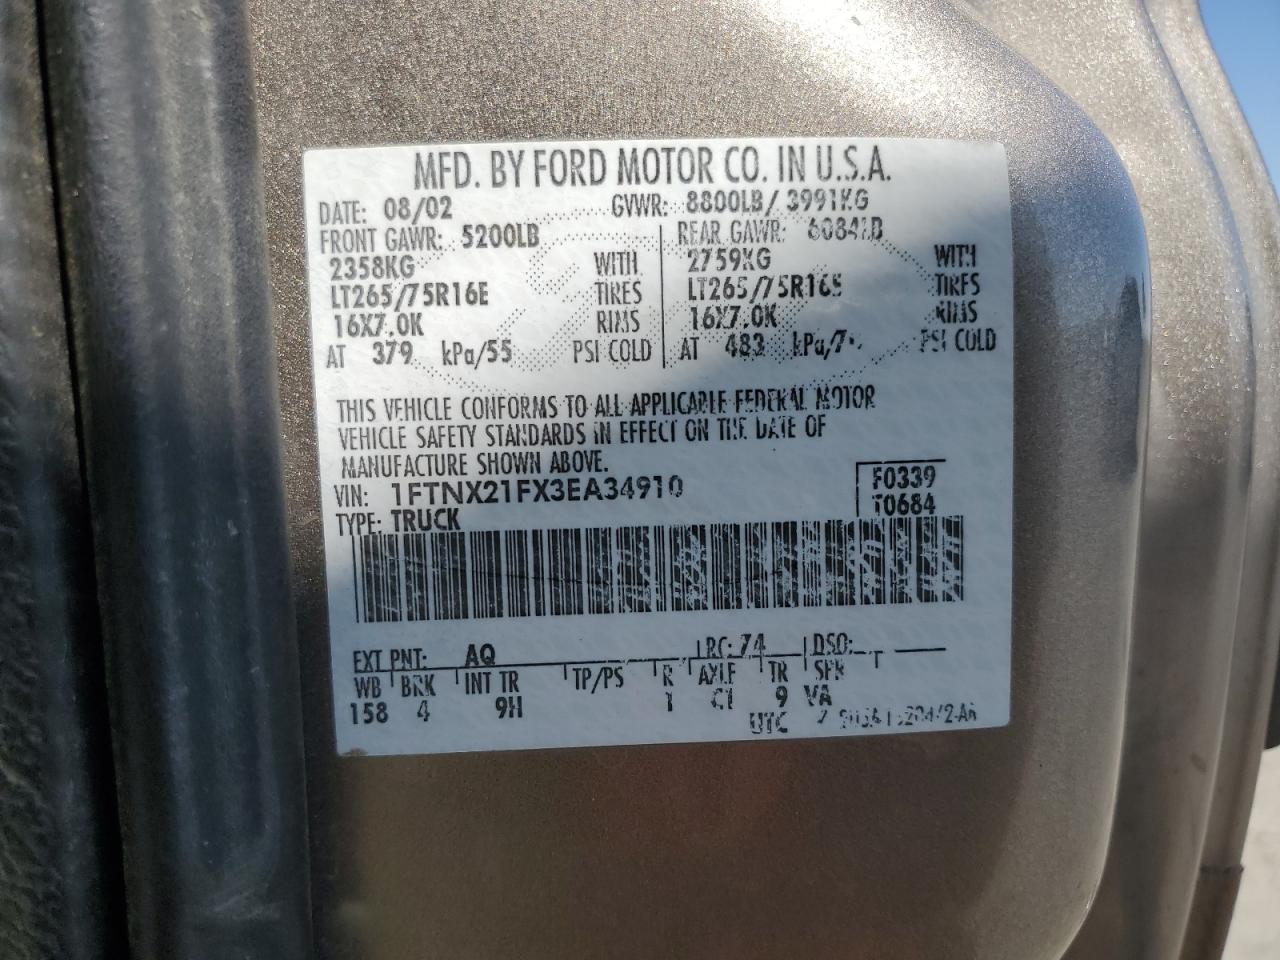 MFD. BY FORD MOTOR CO. IN U.S.A.
DATE: 08/02 GVWR: 8800LB/ 3991KG
FRONT GAWR: 5200LB REAR GAWR: 6084LB
2358KG WITH 2759KG WITH
LT265/75R16E TIRES LT265/75R16E TIRES
16X7.0K RIMS 16X7.0K RIMS
AT 379 kPa/55 PSI COLD AT 483 PSI COLD
THIS VEHICLE CONFORMS TO ALL APPLICABLE FEDERAL MOTOR
VEHICLE SAFETY STANDARDS IN EFFECT ON THE DATE OF
MANUFACTURE SHOWN ABOVE.
VIN: 1FTNX21FX3EA34910 F0339
TYPE: TRUCK T0684
EXT PNT: AQ RC: 74 DSO:
WB BRK INT TR TP/PS R AXLE TR SPR
158 4 9H 1 C1 9 VA
UTC